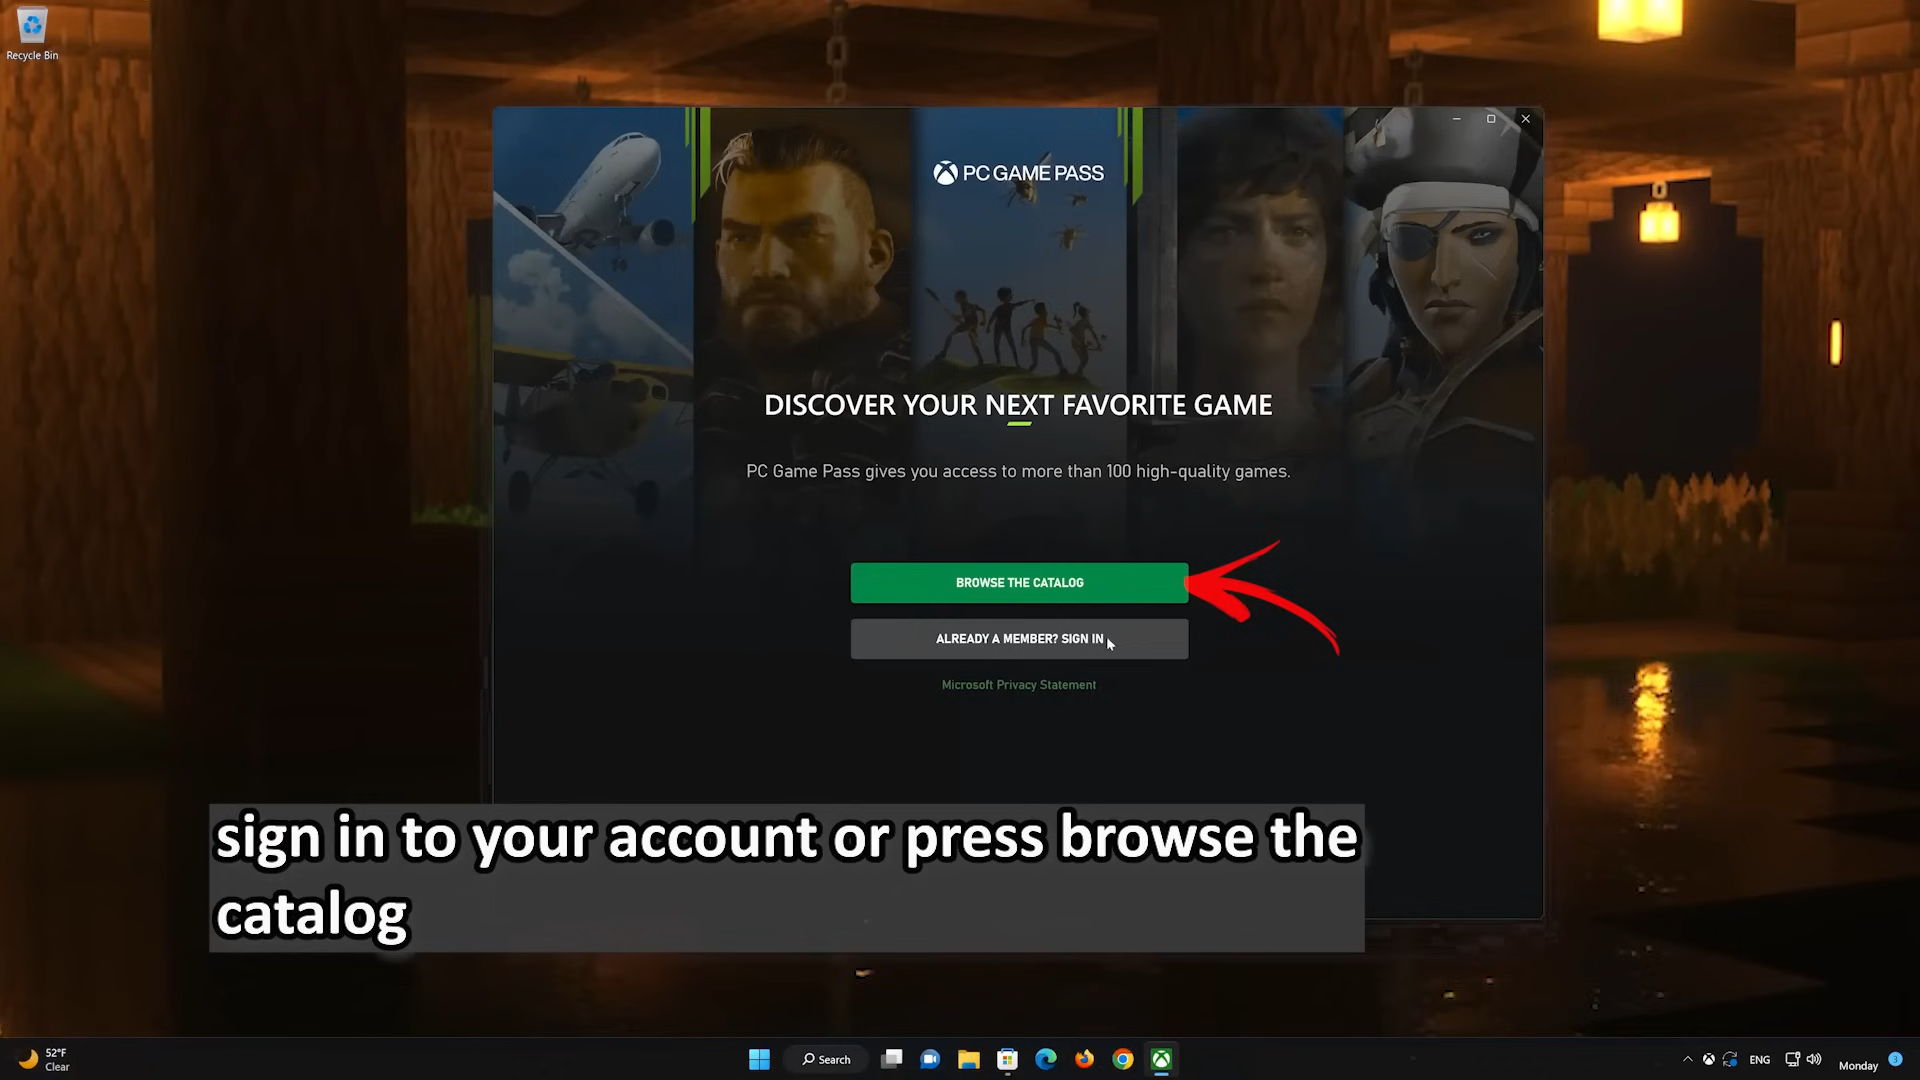 Recycle Bin
PC GAME PASS
DISCOVER YOUR NEXT FAVORITE GAME
PC Game Pass gives you access to more than 100 high-quality games.
BROWSE THE CATALOG
ALREADY A MEMBER? SIGN IN
Microsoft Privacy Statement
sign in to your account or press browse the
catalog
52°F
Clear
Search
ENG
Monday
3